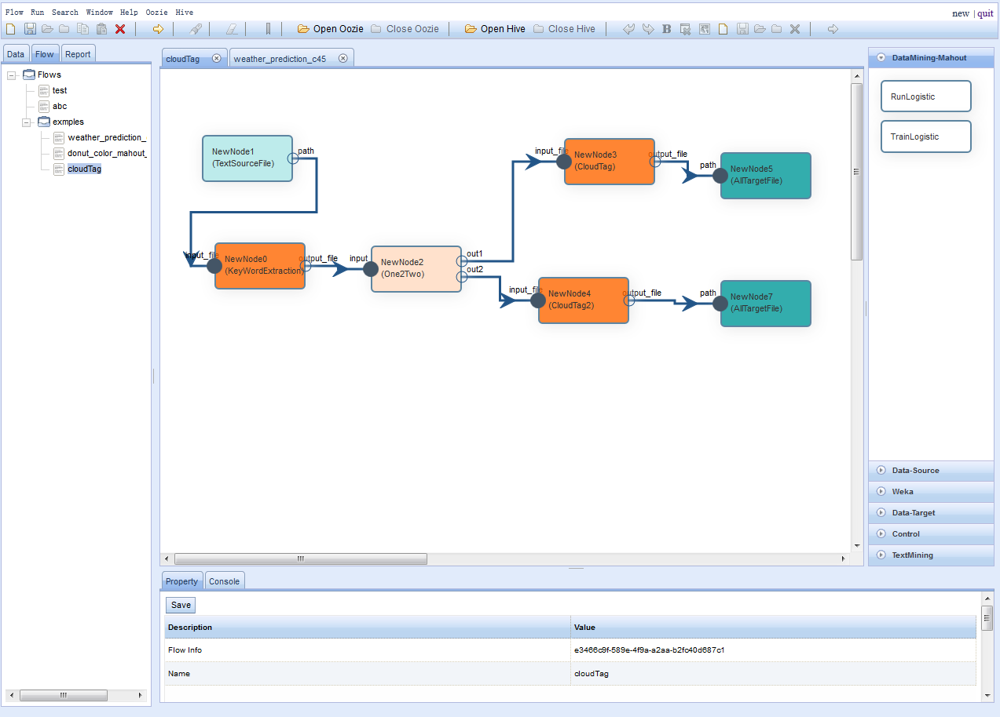 Flow Run Search Window Help Oozie Hive
new | quit
Open Oozie Close Oozie Open Hive Close Hive
Data Flow Report
Flows
test
abc
exmples
weather_prediction_
donut_color_mahout_
cloudTag
cloudTag weather_prediction_c45
NewNode1
(TextSourceFile)
path
input_file
NewNode0
(KeyWordExtraction)
output_file
input
NewNode2
(One2Two)
out1
out2
input_file
NewNode3
(CloudTag)
output_file
path
NewNode5
(AllTargetFile)
input_file
NewNode4
(CloudTag2)
output_file
path
NewNode7
(AllTargetFile)
DataMining-Mahout
RunLogistic
TrainLogistic
Data-Source
Weka
Data-Target
Control
TextMining
Property Console
Save
Description Value
Flow Info e3466c9f-589e-4f9a-a2aa-b2fc40d687c1
Name cloudTag